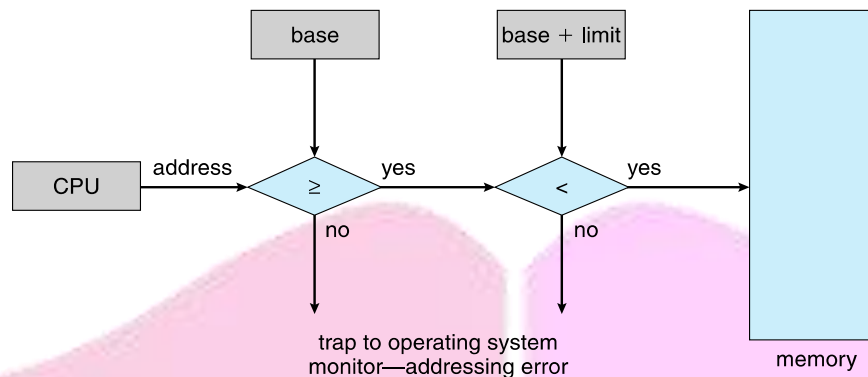 base
base + limit
CPU
address
≥
yes
<
yes
no
no
trap to operating system
monitor—addressing error
memory